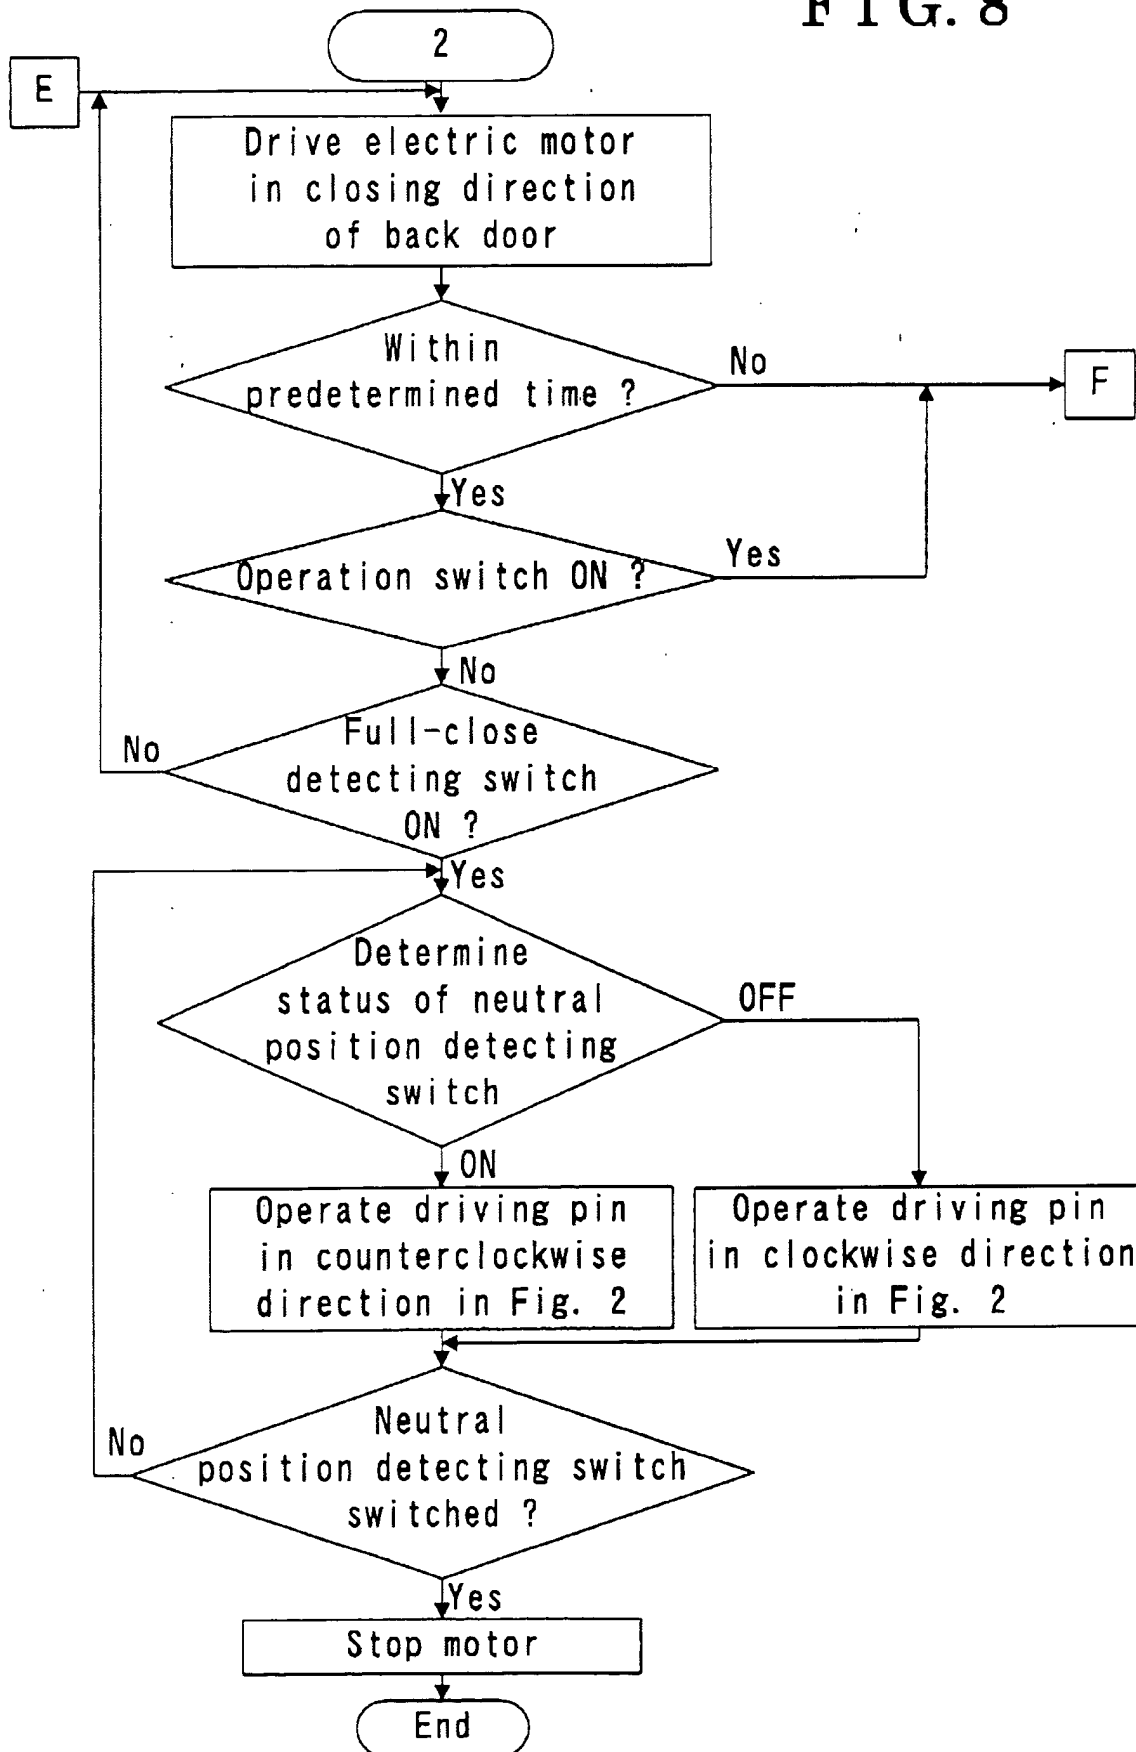 FIG. 8
2
E
Drive electric motor
in closing direction
of back door
Within
predetermined time ?
No
F
Yes
Operation switch ON ?
Yes
No
Full-close
detecting switch
ON ?
No
Yes
Determine
status of neutral
position detecting
switch
OFF
ON
Operate driving pin
in counterclockwise
direction in Fig. 2
Operate driving pin
in clockwise direction
in Fig. 2
Neutral
position detecting switch
switched ?
No
Yes
Stop motor
End